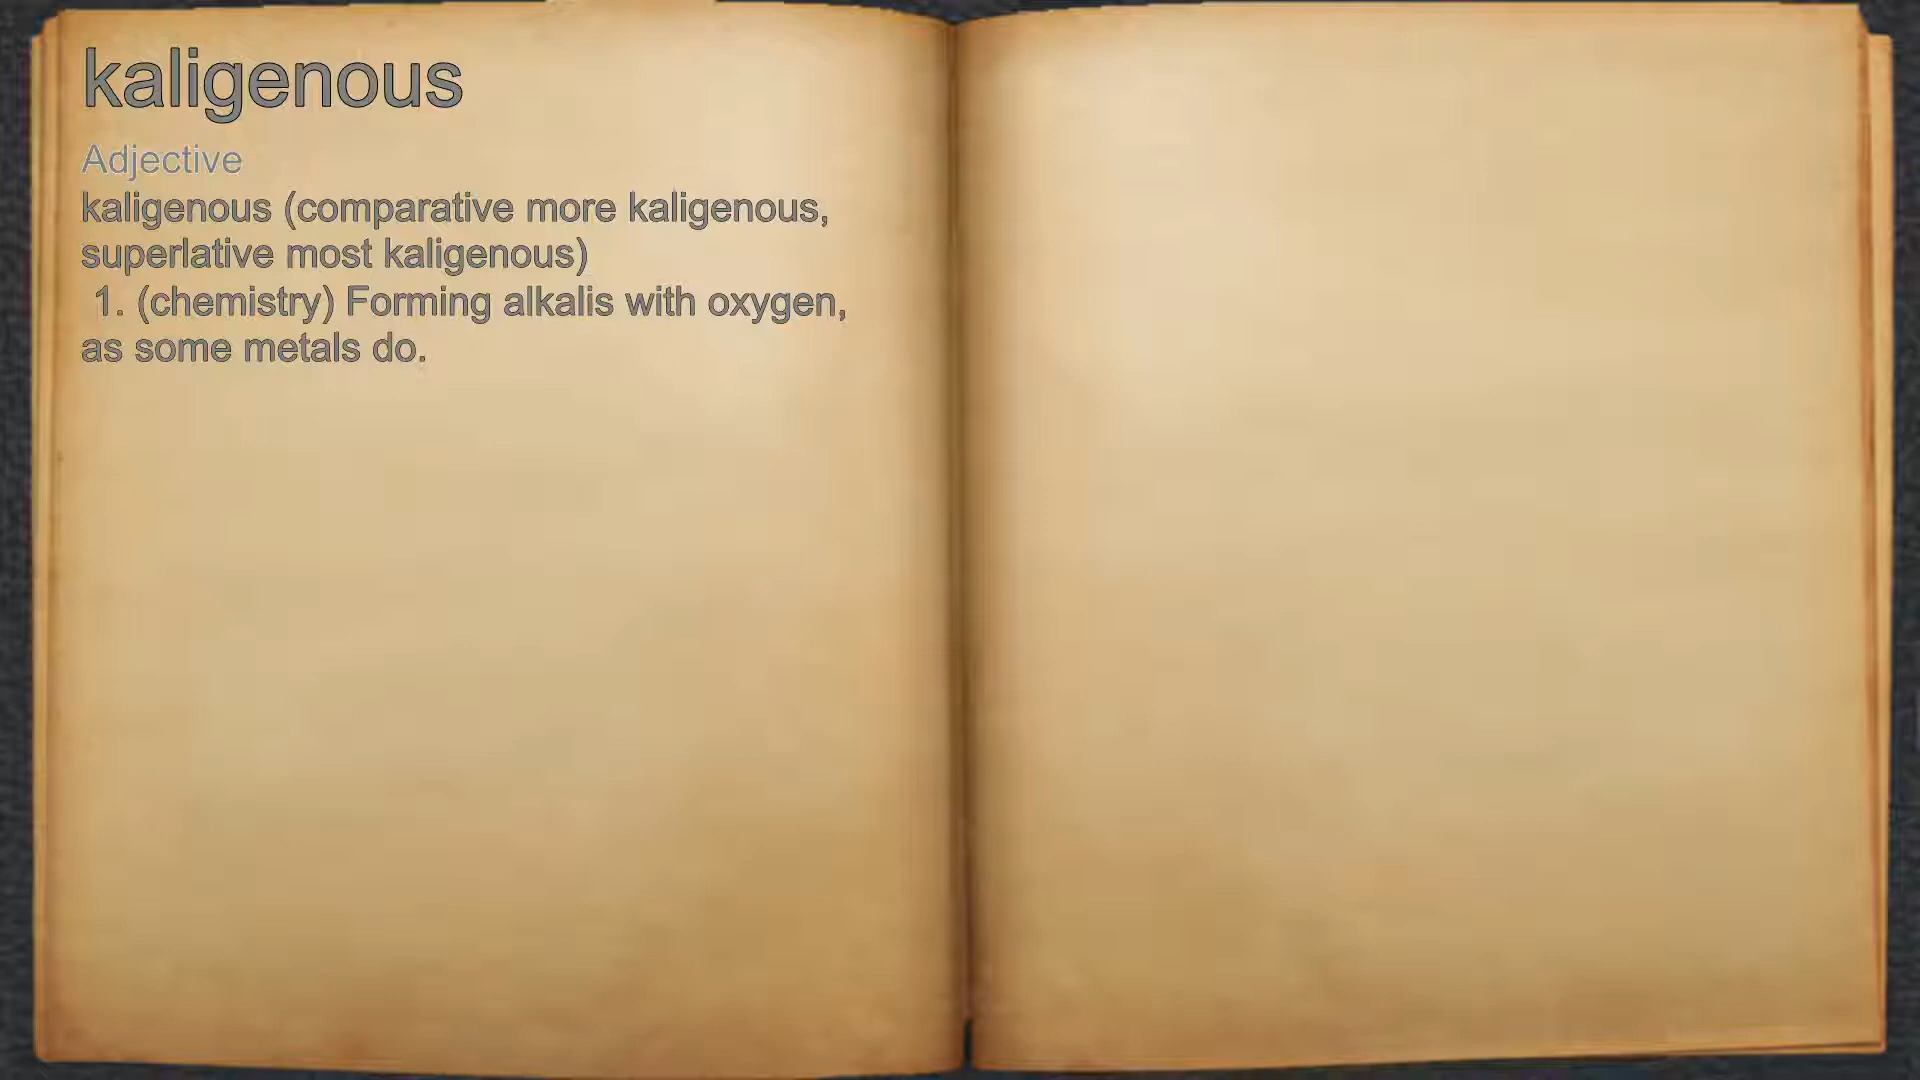 kaligenous
Adjective
kaligenous (comparative more kaligenous,
superlative most kaligenous)
1. (chemistry) Forming alkalis with oxygen,
as some metals do.